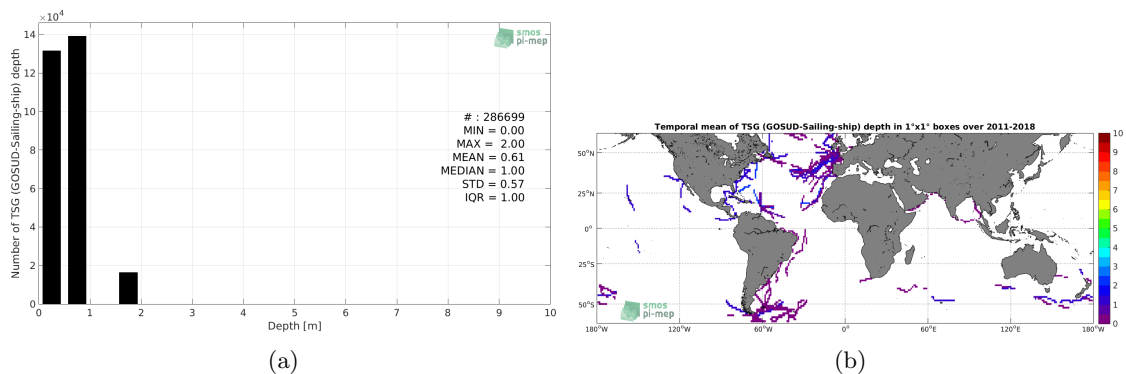 ×10⁴
14
12
10
8
6
4
2
0
Number of TSG (GOSUD-Sailing-ship) depth
smos
pi-mep
# : 286699
MIN = 0.00
MAX = 2.00
MEAN = 0.61
MEDIAN = 1.00
STD = 0.57
IQR = 1.00
0 1 2 3 4 5 6 7 8 9 10
Depth [m]
(a)
Temporal mean of TSG (GOSUD-Sailing-ship) depth in 1°x1° boxes over 2011-2018
50°N
25°N
0°
25°S
50°S
smos
pi-mep
180°W 120°W 60°W 0° 60°E 120°E 180°W
10
9
8
7
6
5
4
3
2
1
0
(b)